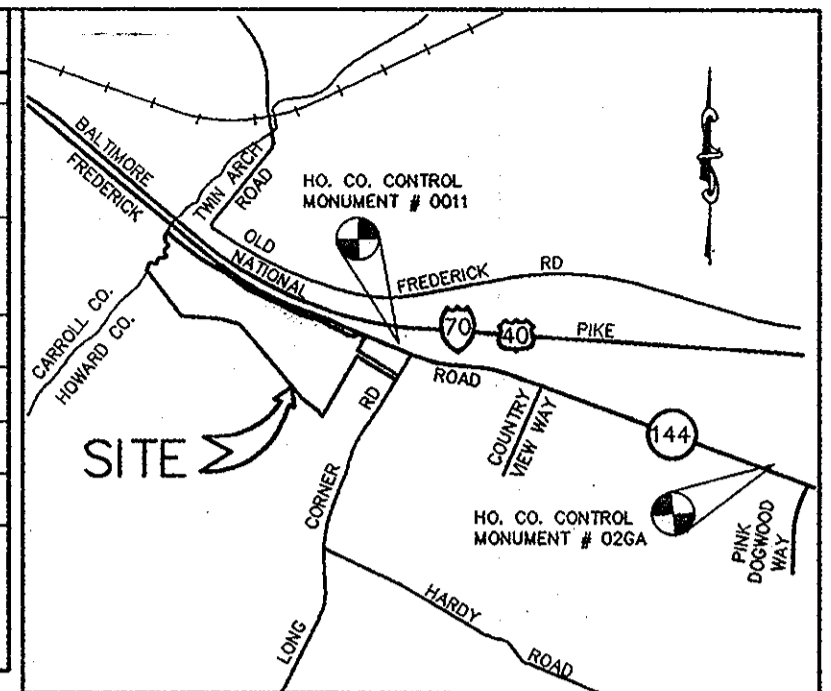 BALTIMORE
FREDERICK
TWIN ARCH
ROAD
HO. CO. CONTROL
MONUMENT # 0011
OLD
NATIONAL
FREDERICK RD
CARROLL CO.
HOWARD CO.
70
40
PIKE
ROAD
RD
COUNTRY
VIEW WAY
144
SITE
CORNER
LONG
HO. CO. CONTROL
MONUMENT # 02GA
PINK
DOGWOOD
WAY
HARDY
ROAD